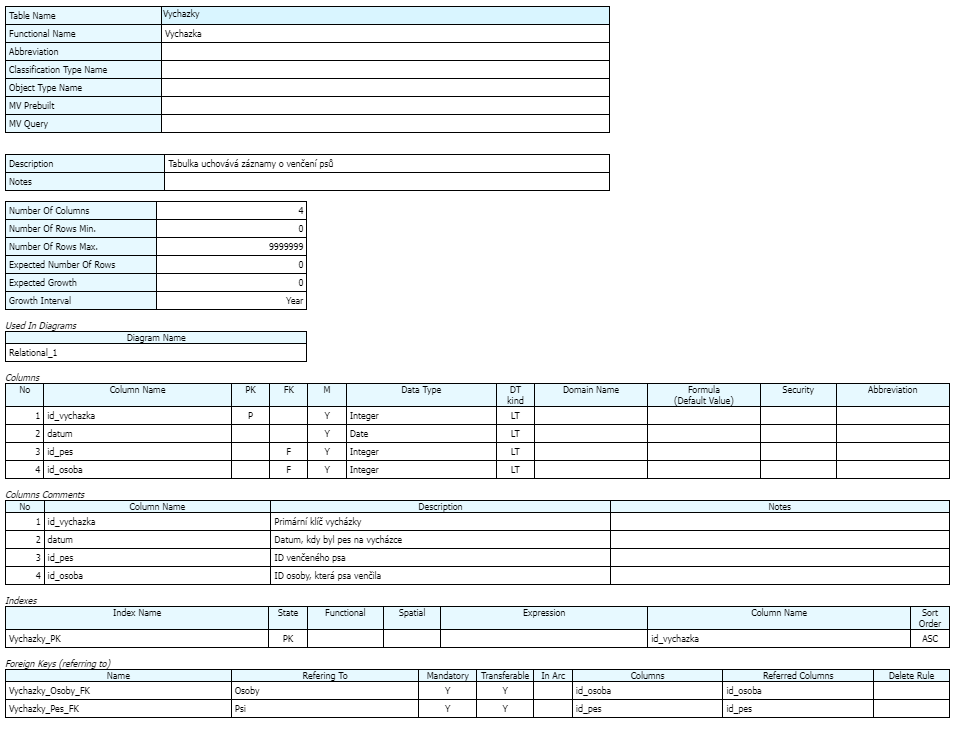 Table Name Vychazky
Functional Name Vychazka
Abbreviation
Classification Type Name
Object Type Name
MV Prebuilt
MV Query
Description Tabulka uchovává záznamy o venčení psů
Notes
Number Of Columns 4
Number Of Rows Min. 0
Number Of Rows Max. 9999999
Expected Number Of Rows 0
Expected Growth 0
Growth Interval Year
Used In Diagrams
Diagram Name
Relational_1
Columns
No Column Name PK FK M Data Type DT kind Domain Name Formula (Default Value) Security Abbreviation
1 id_vychazka P Y Integer LT
2 datum Y Date LT
3 id_pes F Y Integer LT
4 id_osoba F Y Integer LT
Columns Comments
No Column Name Description Notes
1 id_vychazka Primární klíč vycházky
2 datum Datum, kdy byl pes na vycházce
3 id_pes ID venčeného psa
4 id_osoba ID osoby, která psa venčila
Indexes
Index Name State Functional Spatial Expression Column Name Sort Order
Vychazky_PK PK id_vychazka ASC
Foreign Keys (referring to)
Name Refering To Mandatory Transferable In Arc Columns Referred Columns Delete Rule
Vychazky_Osoby_FK Osoby Y Y id_osoba id_osoba
Vychazky_Pes_FK Psi Y Y id_pes id_pes